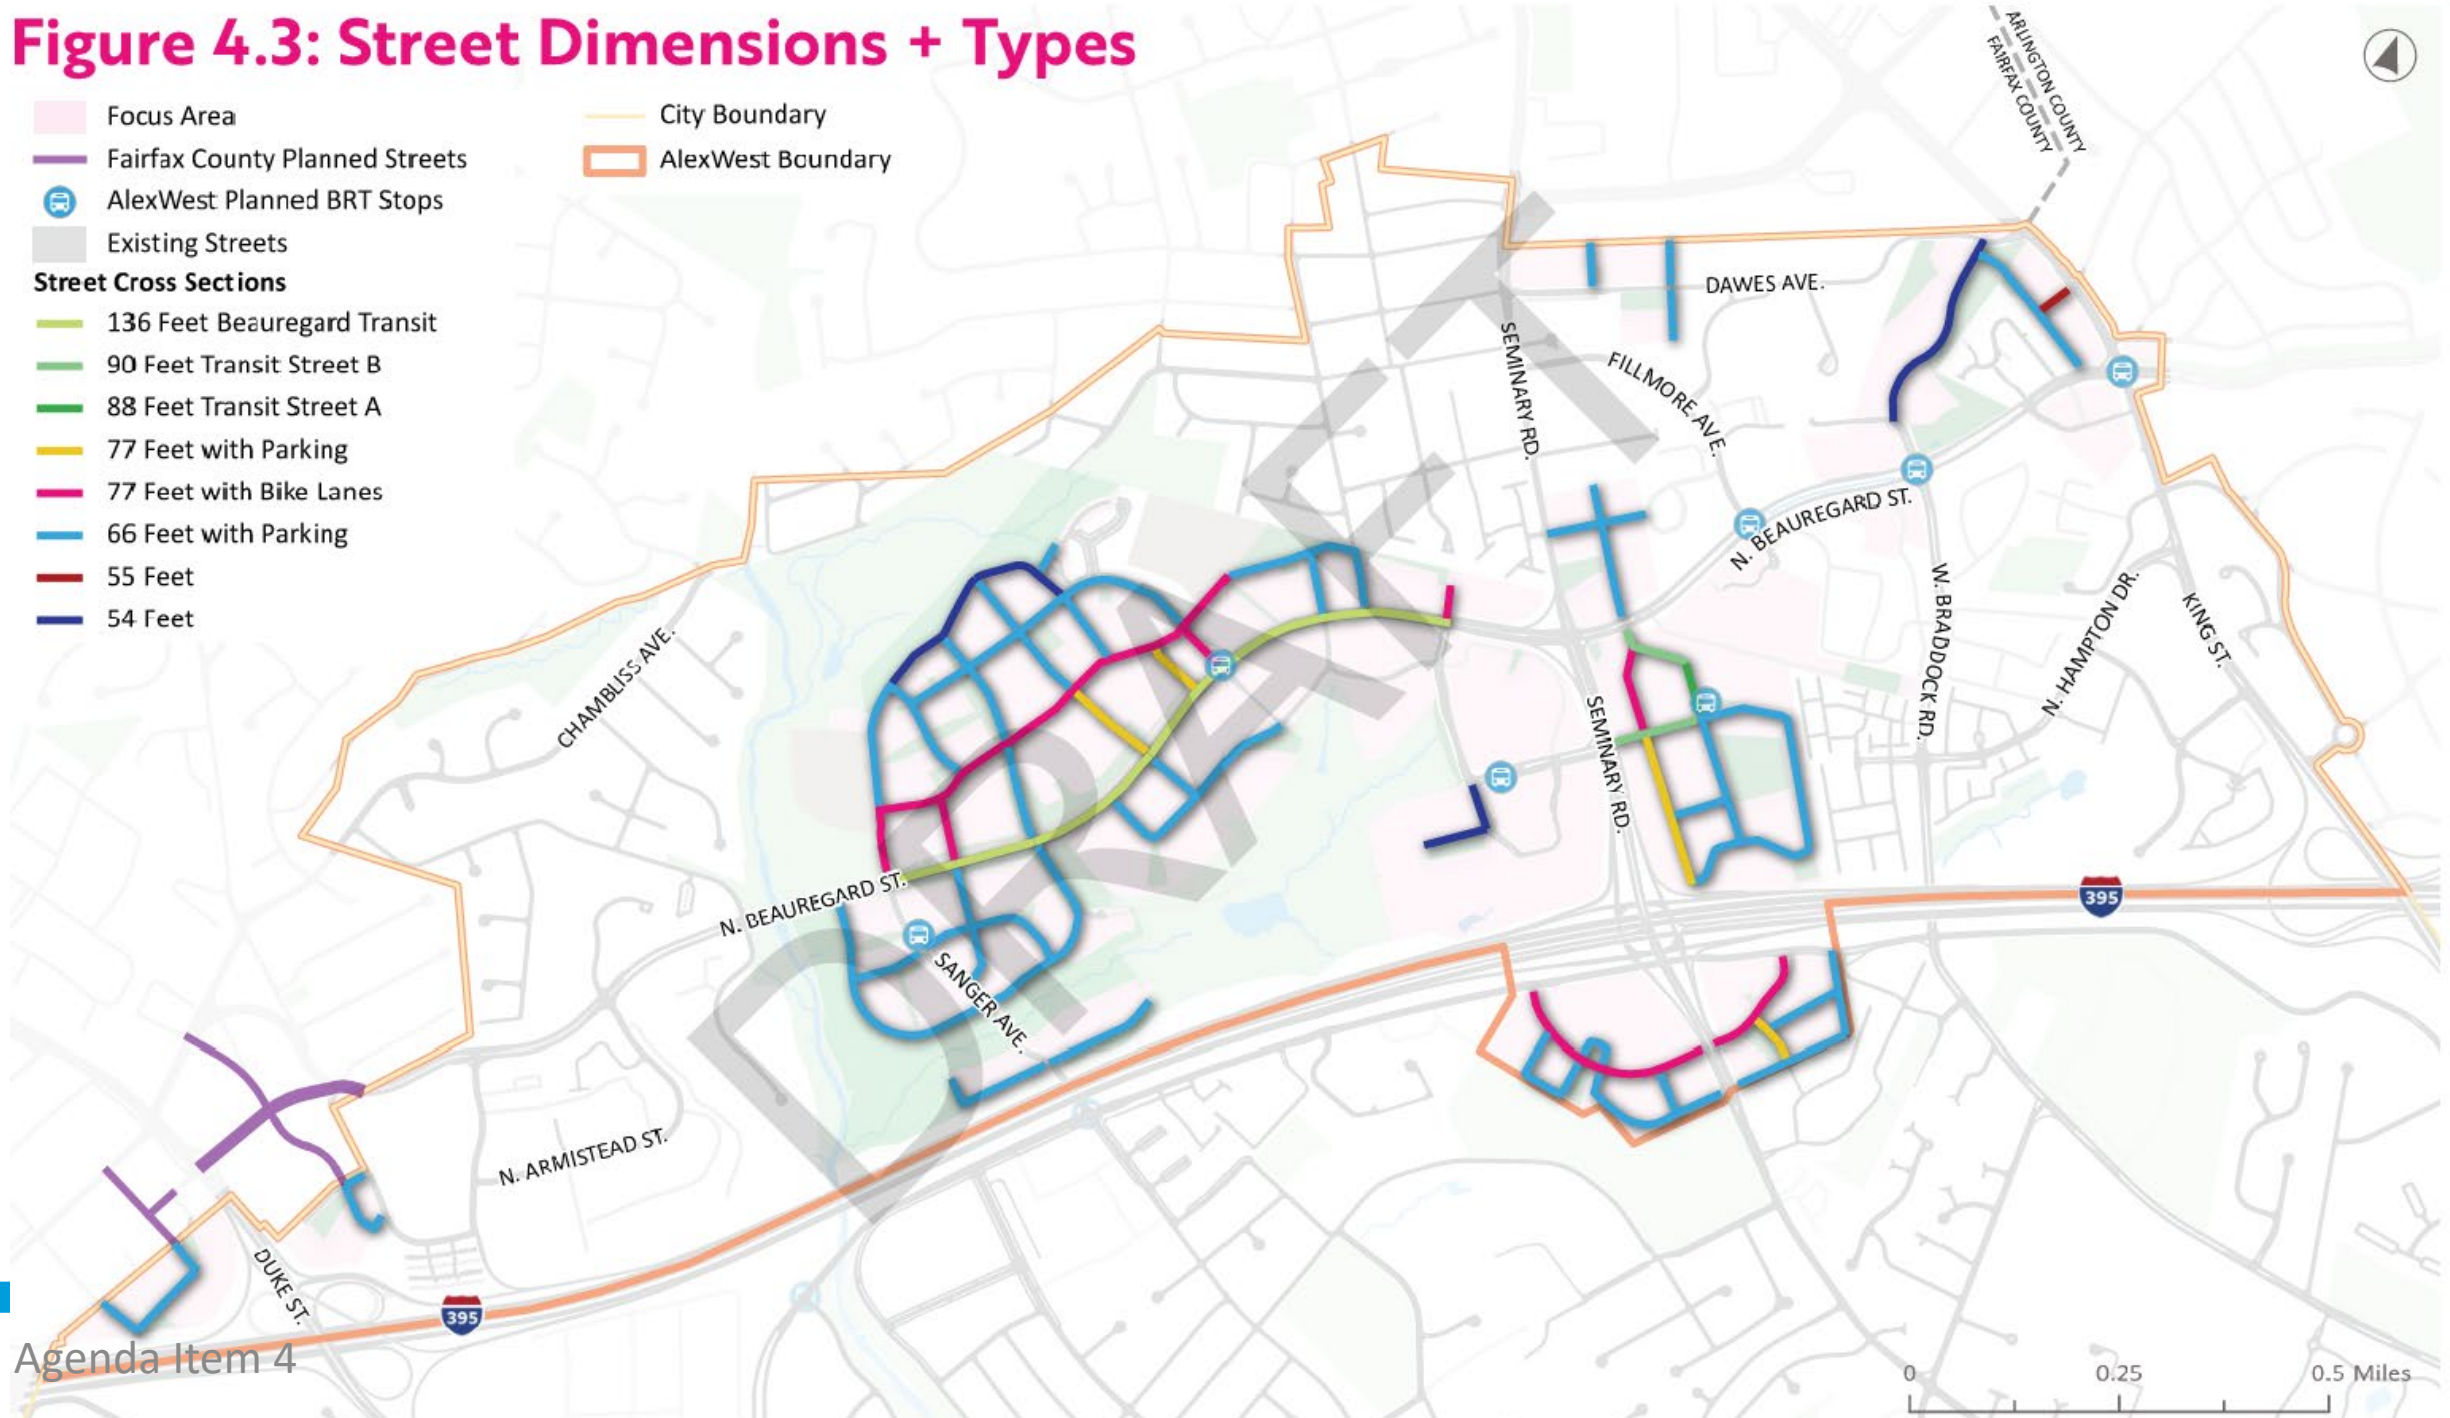 Figure 4.3: Street Dimensions + Types
Focus Area
Fairfax County Planned Streets
AlexWest Planned BRT Stops
Existing Streets
Street Cross Sections
136 Feet Beauregard Transit
90 Feet Transit Street B
88 Feet Transit Street A
77 Feet with Parking
77 Feet with Bike Lanes
66 Feet with Parking
55 Feet
54 Feet
City Boundary
AlexWest Boundary
ARLINGTON COUNTY
FAIRFAX COUNTY
DAWES AVE.
SEMINARY RD.
FILLMORE AVE.
N. BEAUREGARD ST.
W. BRADDOCK RD.
N. HAMPTON DR.
KING ST.
CHAMBLISS AVE.
SEMINARY RD.
N. BEAUREGARD ST.
SANGER AVE.
395
N. ARMISTEAD ST.
DUKE ST.
395
DRAFT
Agenda Item 4
0 0.25 0.5 Miles